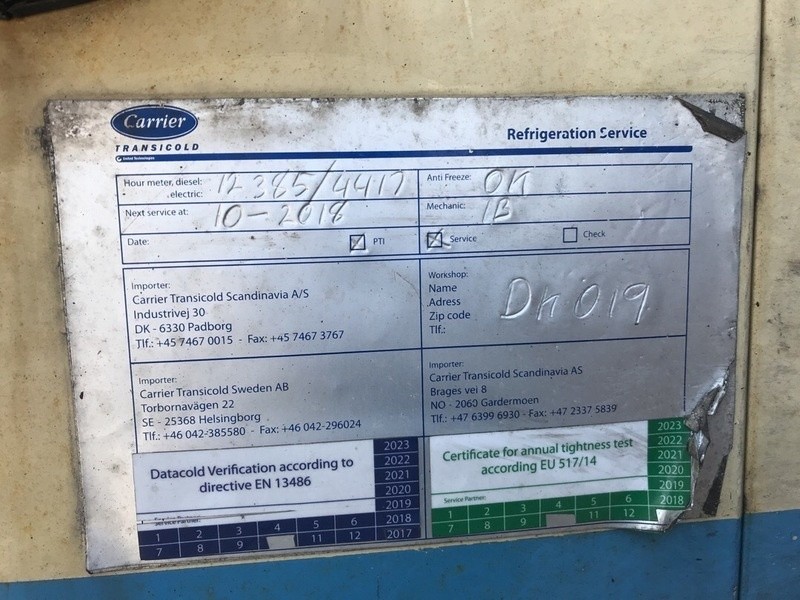 Carrier
TRANSICOLD
United Technologies
Refrigeration Service
Hour meter, diesel: 12385/4417
electric:
Anti Freeze: OK
Next service at: 10-2018
Mechanic: IB
Date:
PTI
Service
Check
Importer:
Carrier Transicold Scandinavia A/S
Industrivej 30
DK - 6330 Padborg
Tlf.: +45 7467 0015 - Fax: +45 7467 3767
Workshop:
Name
Adress
Zip code
Tlf.:
DK 019
Importer:
Carrier Transicold Sweden AB
Torbornavägen 22
SE - 25368 Helsingborg
Tlf.: +46 042-385580 - Fax: +46 042-296024
Importer:
Carrier Transicold Scandinavia AS
Brages vei 8
NO - 2060 Gardermoen
Tlf.: +47 6399 6930 - Fax: +47 2337 5839
Datacold Verification according to
directive EN 13486
Service Partner:
2023
2022
2021
2020
2019
1 2 3 4 5 6 2018
7 8 9 11 12 2017
Certificate for annual tightness test
according EU 517/14
Service Partner:
2023
2022
2021
2020
2019
1 2 3 4 5 6 2018
7 8 9 11 12